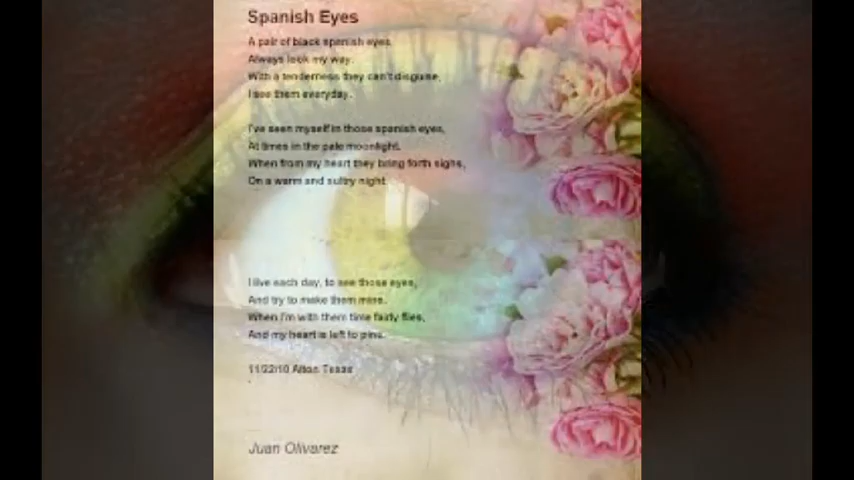 Spanish Eyes
A pair of black spanish eyes,
Always look my way.
With a tenderness they can't disguise,
I see them everyday.
I've seen myself in those spanish eyes,
At times in the pale moonlight.
When from my heart they bring forth sighs,
On a warm and sultry night.
I live each day, to see those eyes,
And try to make them mine.
When I'm with them time fastly flies,
And my heart is left to pine.
11/22/10 Alton Texas
Juan Olivarez